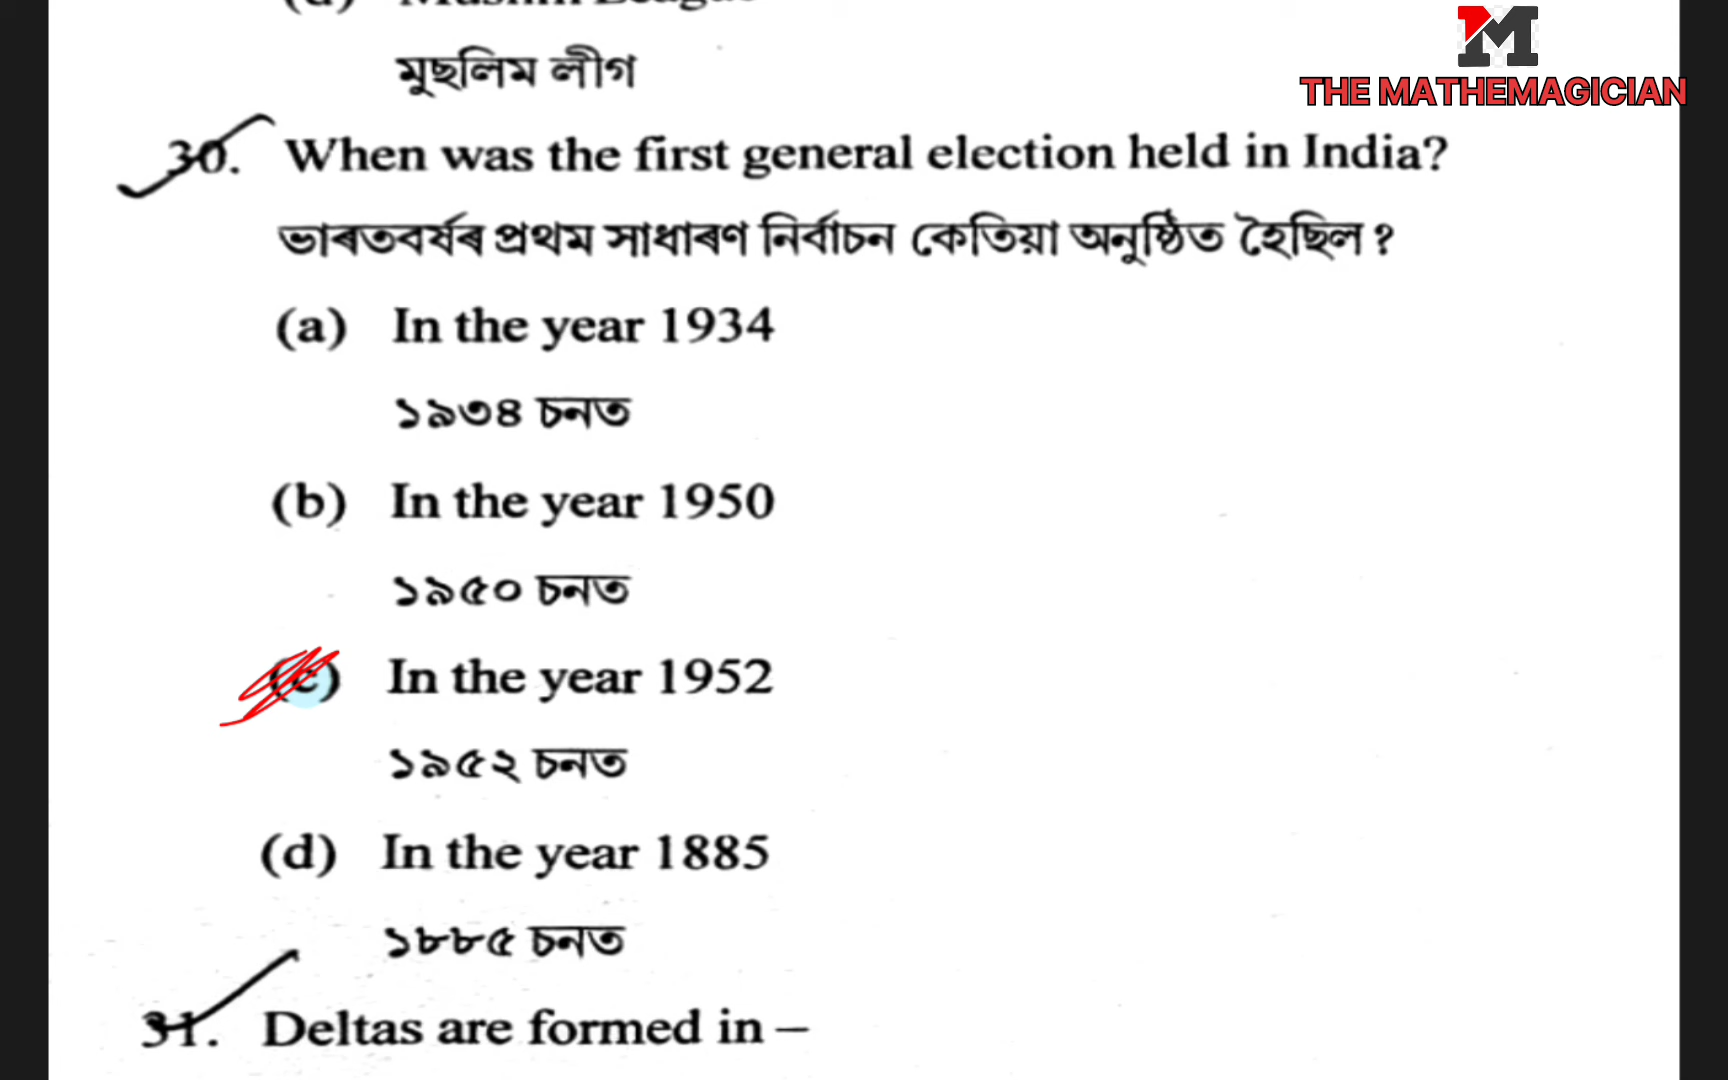 THE MATHEMAGICIAN
মুছলিম লীগ
30. When was the first general election held in India?
ভাৰতবৰ্ষৰ প্ৰথম সাধাৰণ নিৰ্বাচন কেতিয়া অনুষ্ঠিত হৈছিল ?
(a) In the year 1934
১৯৩৪ চনত
(b) In the year 1950
১৯৫০ চনত
(c) In the year 1952
১৯৫২ চনত
(d) In the year 1885
১৮৮৫ চনত
31. Deltas are formed in –